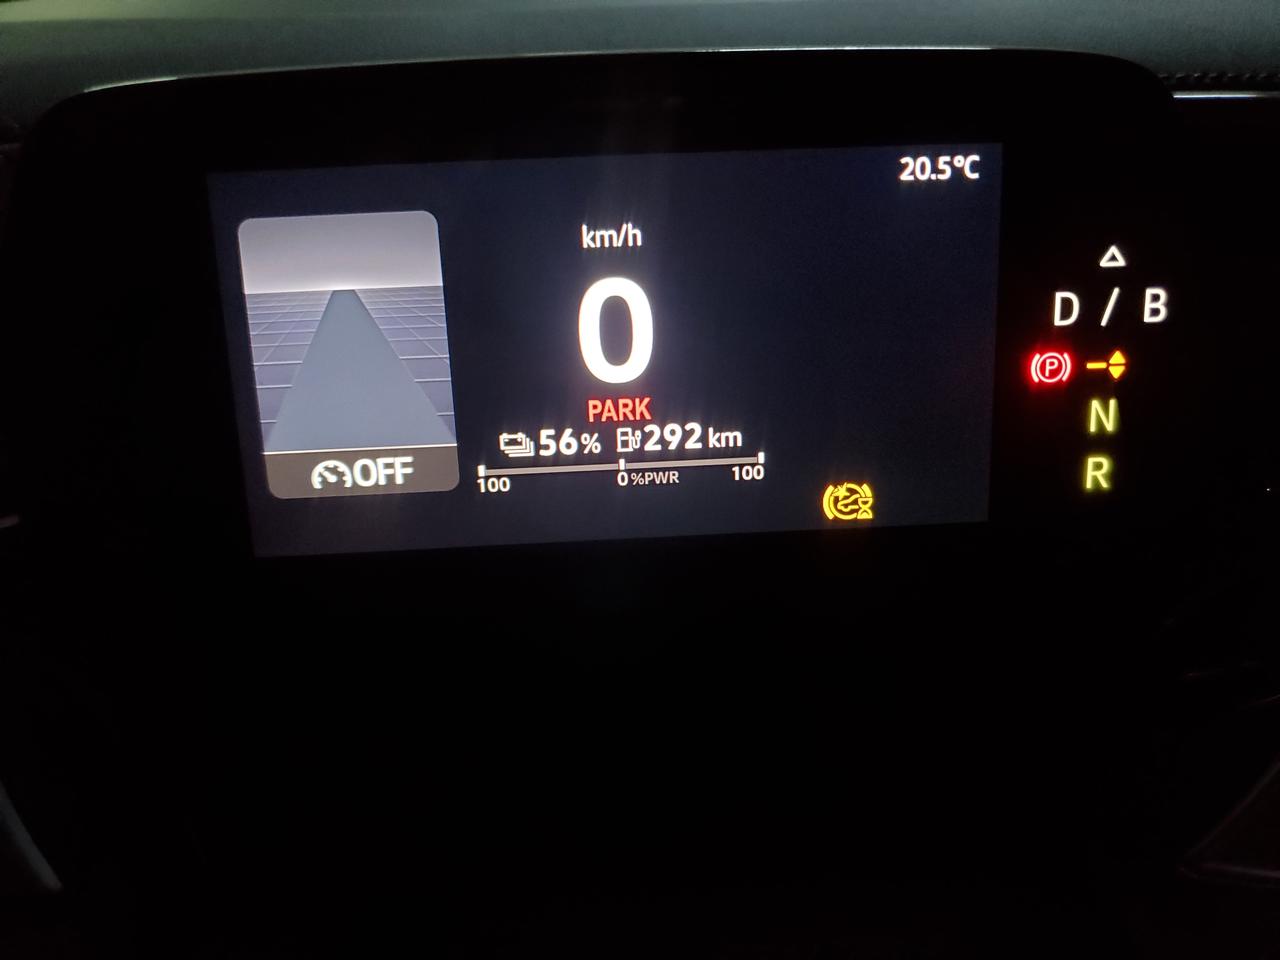 20.5°C
km/h
0
PARK
56% 292 km
100 0 %PWR 100
OFF
D / B
P
N
R